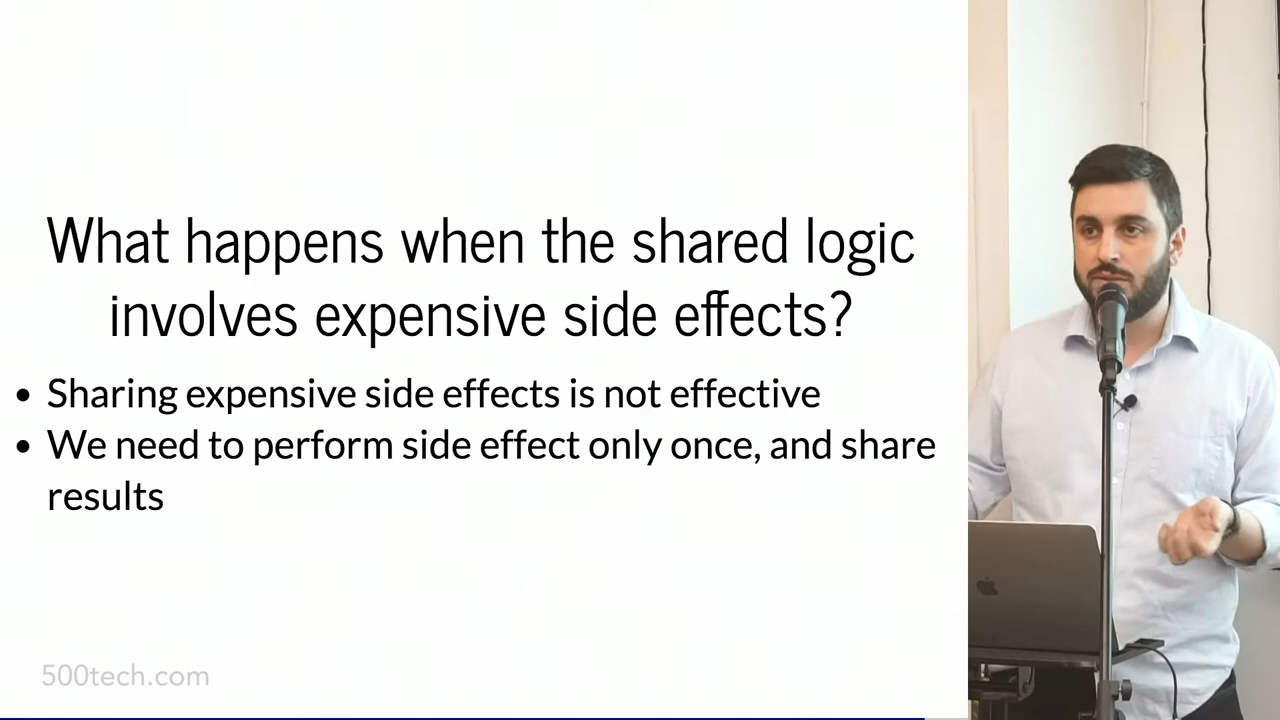 What happens when the shared logic
involves expensive side effects?
• Sharing expensive side effects is not effective
• We need to perform side effect only once, and share
results
500tech.com